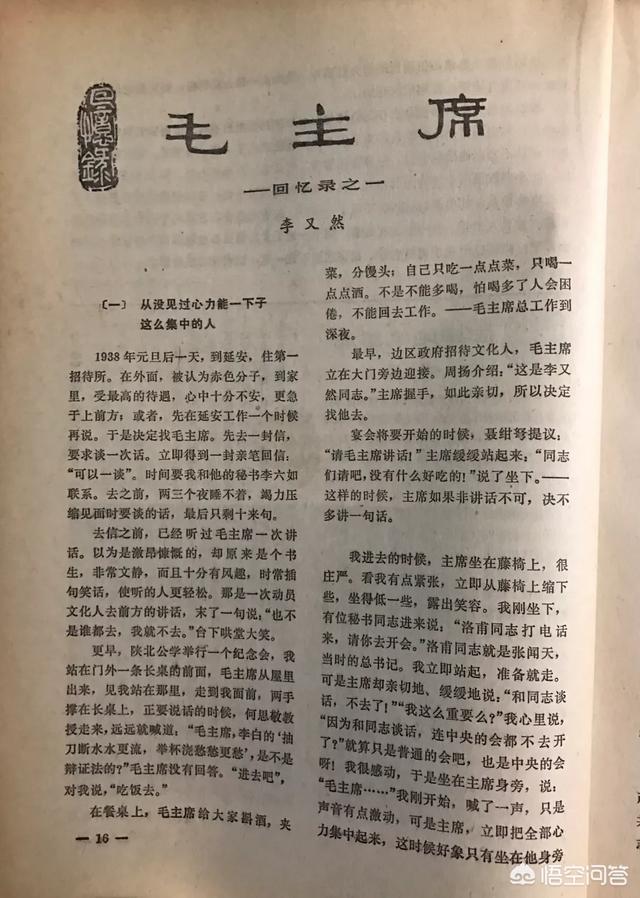 回憶錄
毛主席
——回忆录之一
李又然
〔一〕 从没见过心力能一下子
这么集中的人
1938年元旦后一天，到延安，住第一
招待所。在外面，被认为赤色分子，到家
里，受最高的待遇，心中十分不安，更急
于上前方；或者，先在延安工作一个时候
再说。于是决定找毛主席。先去一封信，
要求谈一次话。立即得到一封亲笔回信：
“可以一谈”。时间要我和他的秘书李六如
联系。去之前，两三个夜睡不着，竭力压
缩见面时要谈的话，最后只剩十来句。
去信之前，已经听过毛主席一次讲
话。以为是激昂慷慨的，却原来是个书
生，非常文静，而且十分有风趣，时常插
句笑话，使听的人更轻松。那是一次动员
文化人去前方的讲话，末了一句说：“也不
是谁都去，我就不去。”台下哄堂大笑。
更早，陕北公学举行一个纪念会，我
站在门外一条长桌的前面，毛主席从屋里
出来，见我站在那里，走到我面前，两手
撑在长桌上，正要说话的时候，何思敬教
授走来，远远就喊道：“毛主席，李白的‘抽
刀断水水更流，举杯浇愁愁更愁’，是不是
辩证法的？”毛主席没有回答。“进去吧”，
对我说，“吃饭去。”
在餐桌上，毛主席给大家斟酒，夹
菜，分馒头；自己只吃一点点菜，只喝一
点点酒。不是不能多喝，怕喝多了人会困
倦，不能回去工作。——毛主席总工作到
深夜。
最早，边区政府招待文化人，毛主席
立在大门旁边迎接。周扬介绍：“这是李又
然同志。”主席握手，如此亲切，所以决定
找他去。
宴会将要开始的时候，聂绀弩提议：
“请毛主席讲话！”主席缓缓站起来：“同志
们请吧，没有什么好吃的！”说了坐下。——
这样的时候，主席如果非讲话不可，决不
多讲一句话。
我进去的时候，主席坐在藤椅上，很
庄严。看我有点紧张，立即从藤椅上缩下
些，坐得低一些，露出笑容。我刚坐下，
有位秘书同志进来说：“洛甫同志打电话
来，请你去开会。”洛甫同志就是张闻天，
当时的总书记。我立即站起，准备就走。
可是主席却亲切地、缓缓地说：“和同志谈
话，不去了！”“我这么重要么？”我心里说，
“因为和同志谈话，连中央的会都不去开
了？”就算只是普通的会吧，也是中央的会
呀！我很感动，于是坐在主席身旁，说：
“毛主席……”我刚开始，喊了一声，只是
声音有点激动，可是主席，立即把全部心
力集中起来，这时候好象只有坐在他身旁
— 16 —
悟空问答